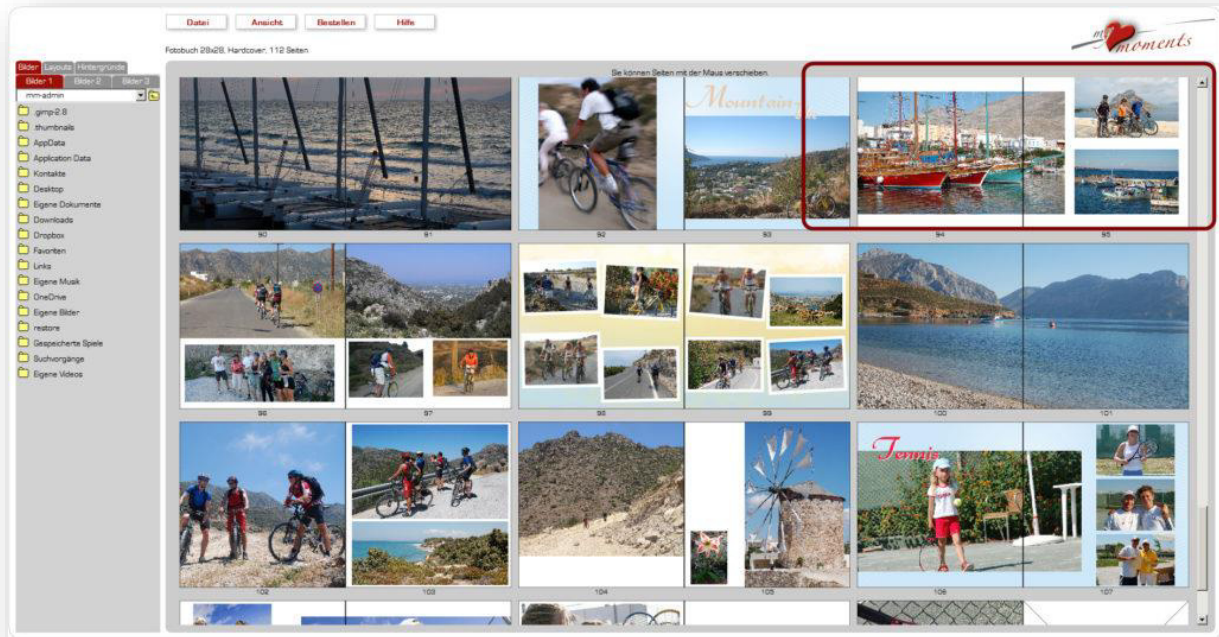 Datei Ansicht Bestellen Hilfe
my moments
Fotobuch 28x28, Hardcover, 112 Seiten
Bilder Layouts Hintergründe
Bilder 1 Bilder 2 Bilder 3
mm-admin
.gimp-2.8
.thumbnails
AppData
Application Data
Kontakte
Desktop
Eigene Dokumente
Downloads
Dropbox
Favoriten
Links
Eigene Musik
OneDrive
Eigene Bilder
restore
Gespeicherte Spiele
Suchvorgänge
Eigene Videos
Sie können Seiten mit der Maus verschieben.
Mountain
90 91 92 93 94 95
96 97 98 99 100 101
Tennis
102 103 104 105 106 107